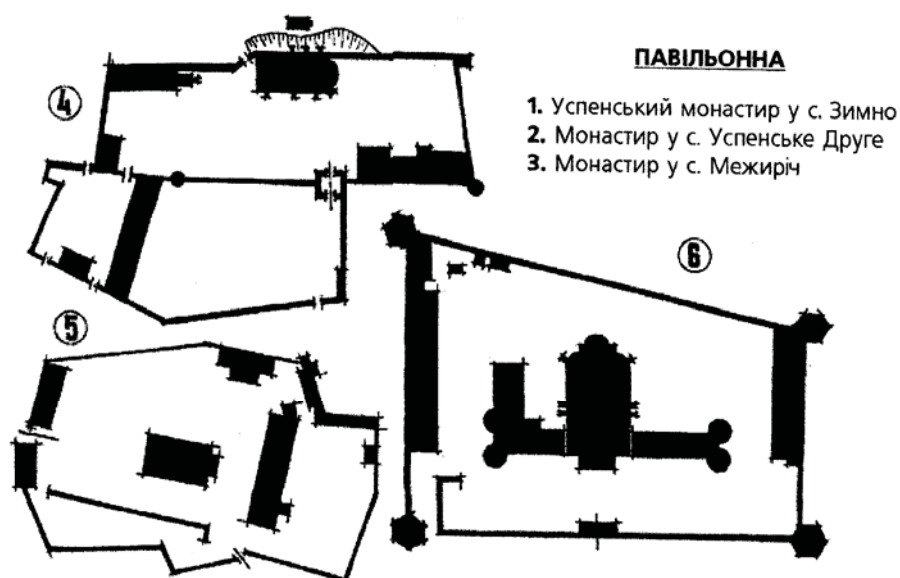 ПАВІЛЬОННА
1. Успенський монастир у с. Зимно
2. Монастир у с. Успенське Друге
3. Монастир у с. Межиріч
4
6
5